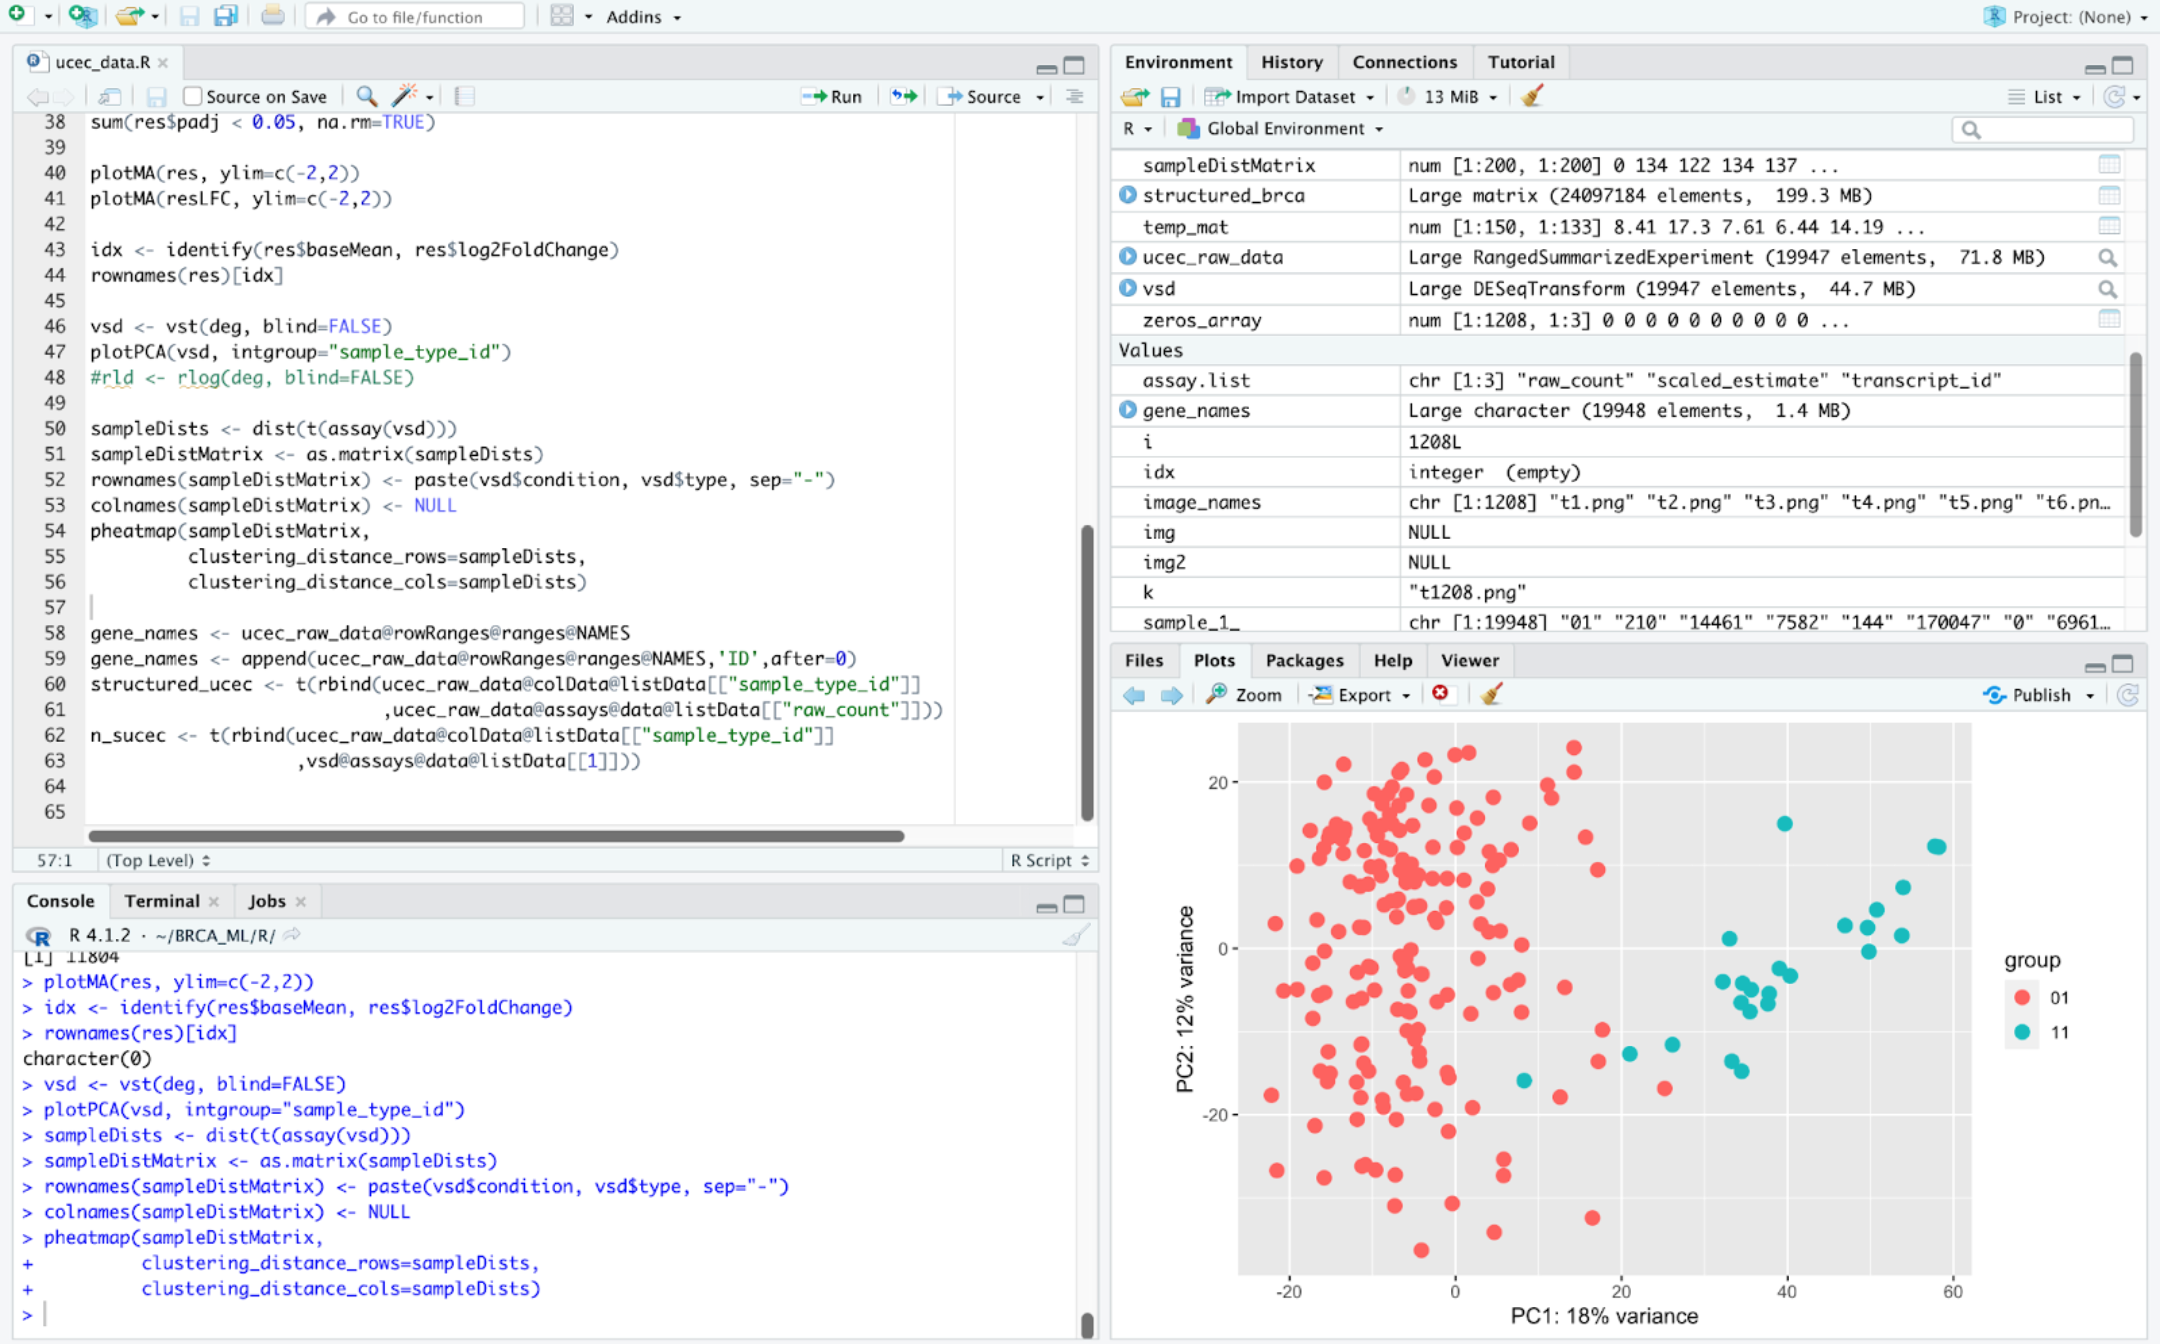 Go to file/function
Addins
Project: (None)
ucec_data.R
Source on Save
Run
Source
38 sum(res$padj < 0.05, na.rm=TRUE)
39
40 plotMA(res, ylim=c(-2,2))
41 plotMA(resLFC, ylim=c(-2,2))
42
43 idx <- identify(res$baseMean, res$log2FoldChange)
44 rownames(res)[idx]
45
46 vsd <- vst(deg, blind=FALSE)
47 plotPCA(vsd, intgroup="sample_type_id")
48 #rld <- rlog(deg, blind=FALSE)
49
50 sampleDists <- dist(t(assay(vsd)))
51 sampleDistMatrix <- as.matrix(sampleDists)
52 rownames(sampleDistMatrix) <- paste(vsd$condition, vsd$type, sep="-")
53 colnames(sampleDistMatrix) <- NULL
54 pheatmap(sampleDistMatrix,
55 clustering_distance_rows=sampleDists,
56 clustering_distance_cols=sampleDists)
57
58 gene_names <- ucec_raw_data@rowRanges@ranges@NAMES
59 gene_names <- append(ucec_raw_data@rowRanges@ranges@NAMES,'ID',after=0)
60 structured_ucec <- t(rbind(ucec_raw_data@colData@listData[["sample_type_id"]]
61 ,ucec_raw_data@assays@data@listData[["raw_count"]]))
62 n_sucec <- t(rbind(ucec_raw_data@colData@listData[["sample_type_id"]]
63 ,vsd@assays@data@listData[[1]]))
64
65
57:1 (Top Level) R Script
Console Terminal Jobs
R 4.1.2 · ~/BRCA_ML/R/
[1] 11804
> plotMA(res, ylim=c(-2,2))
> idx <- identify(res$baseMean, res$log2FoldChange)
> rownames(res)[idx]
character(0)
> vsd <- vst(deg, blind=FALSE)
> plotPCA(vsd, intgroup="sample_type_id")
> sampleDists <- dist(t(assay(vsd)))
> sampleDistMatrix <- as.matrix(sampleDists)
> rownames(sampleDistMatrix) <- paste(vsd$condition, vsd$type, sep="-")
> colnames(sampleDistMatrix) <- NULL
> pheatmap(sampleDistMatrix,
+ clustering_distance_rows=sampleDists,
+ clustering_distance_cols=sampleDists)
>
Environment History Connections Tutorial
Import Dataset 13 MiB List
R Global Environment
sampleDistMatrix num [1:200, 1:200] 0 134 122 134 137 ...
structured_brca Large matrix (24097184 elements, 199.3 MB)
temp_mat num [1:150, 1:133] 8.41 17.3 7.61 6.44 14.19 ...
ucec_raw_data Large RangedSummarizedExperiment (19947 elements, 71.8 MB)
vsd Large DESeqTransform (19947 elements, 44.7 MB)
zeros_array num [1:1208, 1:3] 0 0 0 0 0 0 0 0 0 0 ...
Values
assay.list chr [1:3] "raw_count" "scaled_estimate" "transcript_id"
gene_names Large character (19948 elements, 1.4 MB)
i 1208L
idx integer (empty)
image_names chr [1:1208] "t1.png" "t2.png" "t3.png" "t4.png" "t5.png" "t6.pn…
img NULL
img2 NULL
k "t1208.png"
sample_1_ chr [1:19948] "01" "210" "14461" "7582" "144" "170047" "0" "6961…
Files Plots Packages Help Viewer
Zoom Export Publish
20
0
-20
PC2: 12% variance
-20 0 20 40 60
PC1: 18% variance
group
01
11